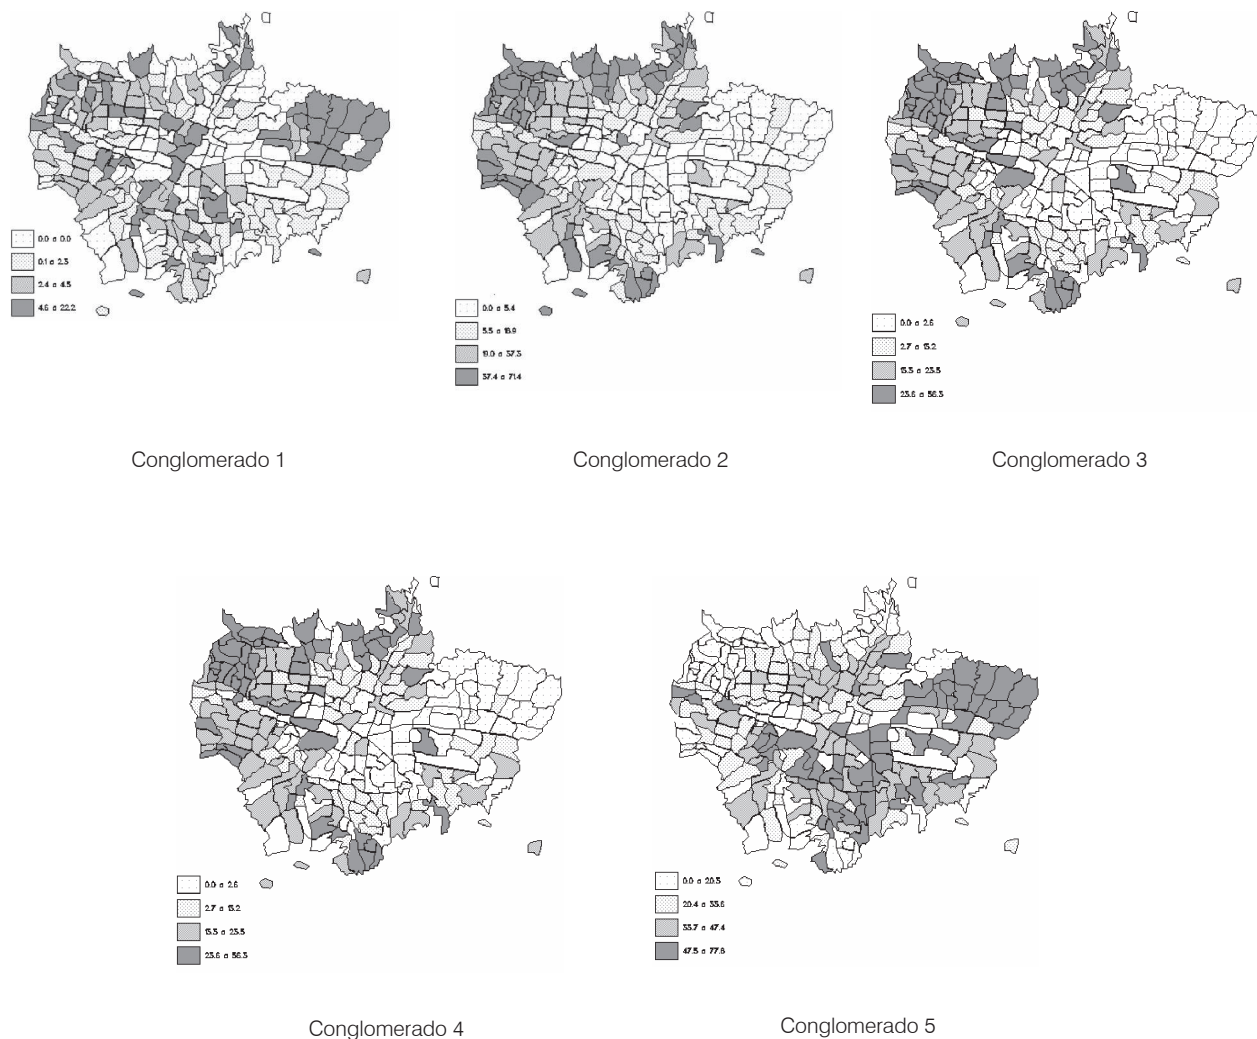 0.0 a 0.0
0.1 a 2.3
2.4 a 4.5
4.6 a 22.2
Conglomerado 1
0.0 a 5.4
5.5 a 18.9
19.0 a 37.3
37.4 a 71.4
Conglomerado 2
0.0 a 2.6
2.7 a 15.2
15.3 a 23.5
23.6 a 56.3
Conglomerado 3
0.0 a 2.6
2.7 a 15.2
15.3 a 23.5
23.6 a 56.3
Conglomerado 4
0.0 a 20.3
20.4 a 33.6
33.7 a 47.4
47.5 a 77.8
Conglomerado 5